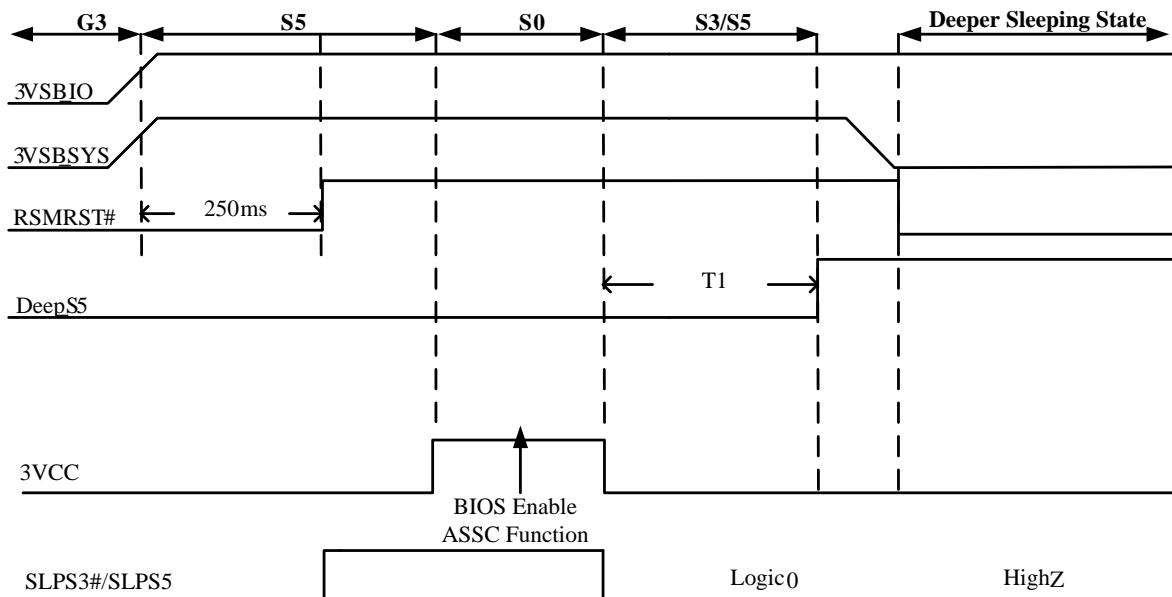 G3 S5 S0 S3/S5 Deeper Sleeping State
3VSB_IO
3VSBSYS
250ms
RSMRST#
T1
DeepS5
3VCC
BIOS Enable
ASSC Function
SLPS3#/SLPS5 Logic0 HighZ